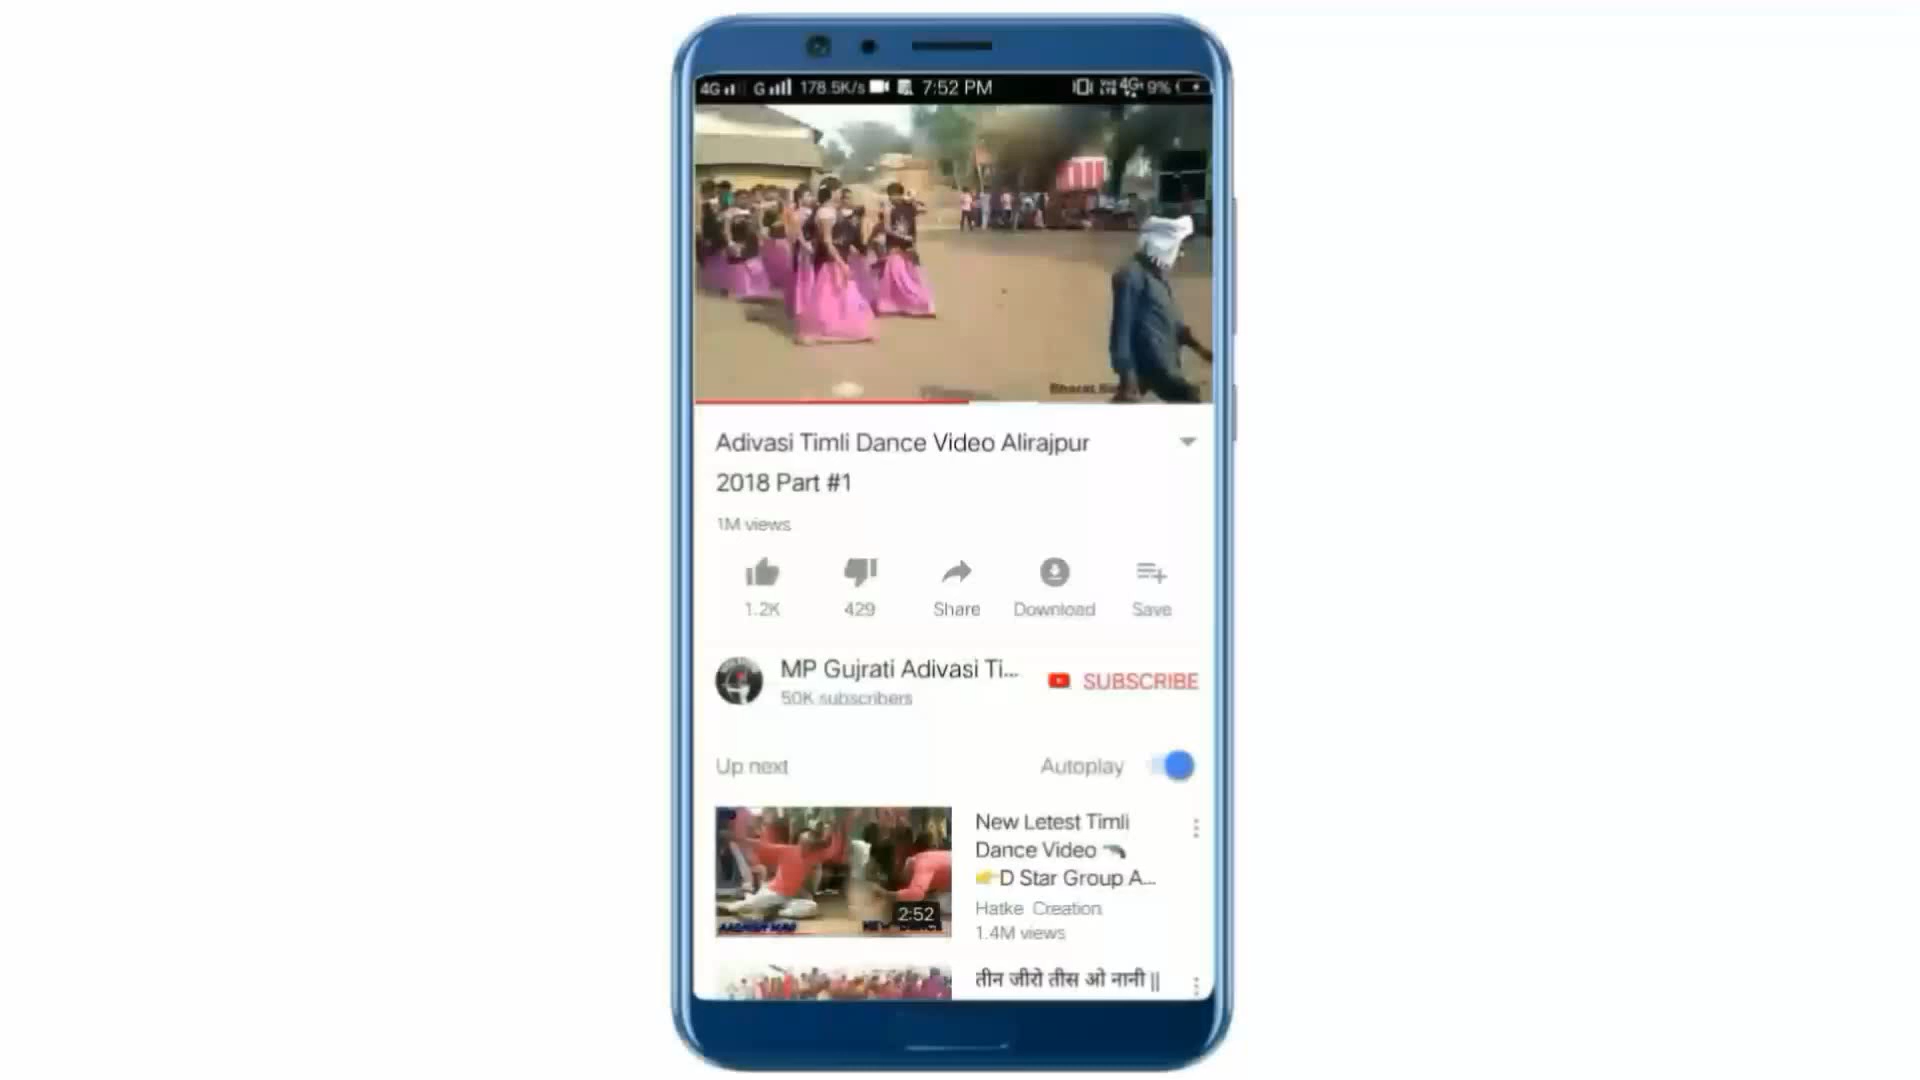 4G G 178.5K/s 7:52 PM 4G+ 9%
Bharat
Adivasi Timli Dance Video Alirajpur
2018 Part #1
1M views
1.2K 429 Share Download Save
MP Gujrati Adivasi Ti...
50K subscribers
SUBSCRIBE
Up next Autoplay
2:52
New Letest Timli
Dance Video
D Star Group A...
Hatke Creation
1.4M views
तीन जीरो तीस ओ नानी ||